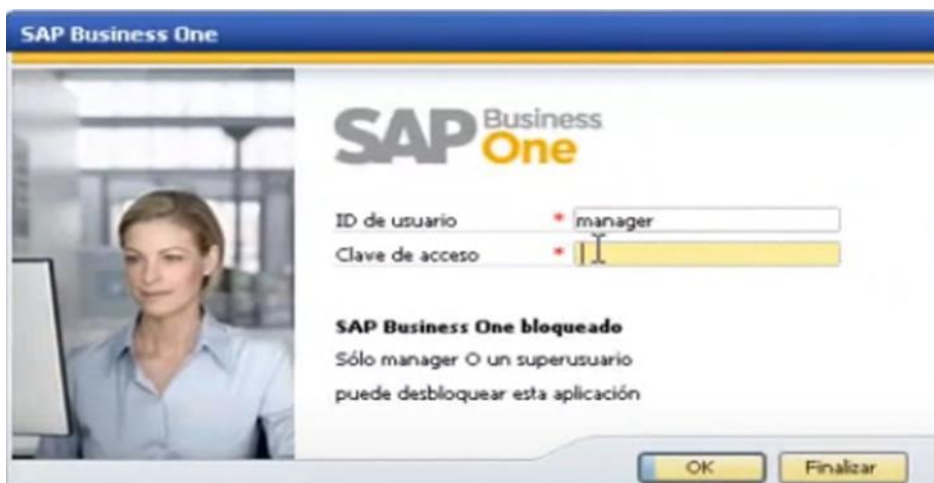 SAP Business One
SAP Business One
ID de usuario * manager
Clave de acceso *
SAP Business One bloqueado
Sólo manager O un superusuario
puede desbloquear esta aplicación
OK Finalizar